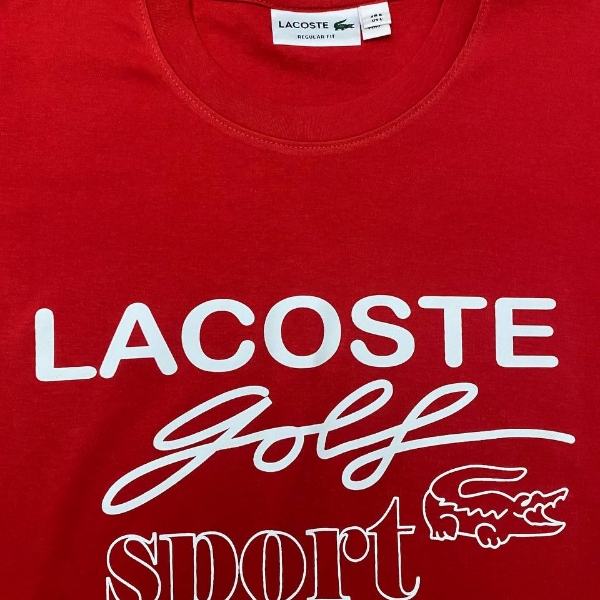 LACOSTE
REGULAR FIT
LACOSTE
golf
sport